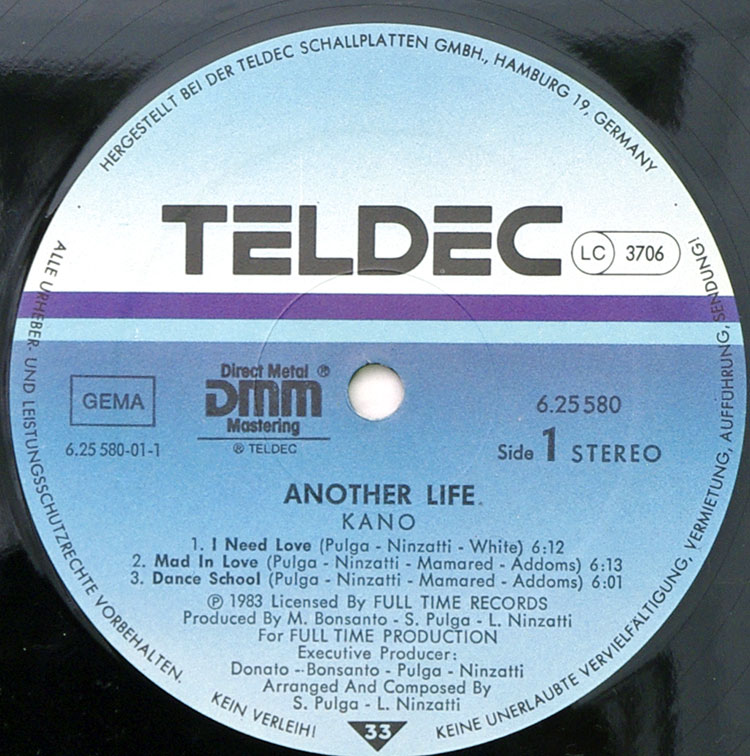 HERGESTELLT BEI DER TELDEC SCHALLPLATTEN GMBH., HAMBURG 19, GERMANY
TELDEC
LC 3706
GEMA
6.25 580-01-1
Direct Metal ®
DMM
Mastering
® TELDEC
6.25 580
Side 1 STEREO
ANOTHER LIFE
KANO
1. I Need Love (Pulga - Ninzatti - White) 6:12
2. Mad In Love (Pulga - Ninzatti - Mamared - Addoms) 6:13
3. Dance School (Pulga - Ninzatti - Mamared - Addoms) 6:01
℗ 1983 Licensed By FULL TIME RECORDS
Produced By M. Bonsanto - S. Pulga - L. Ninzatti
For FULL TIME PRODUCTION
Executive Producer:
Donato - Bonsanto - Pulga - Ninzatti
Arranged And Composed By
S. Pulga - L. Ninzatti
33
ALLE URHEBER- UND LEISTUNGSSCHUTZRECHTE VORBEHALTEN.
KEIN VERLEIH! KEINE UNERLAUBTE VERVIELFÄLTIGUNG, VERMIETUNG, AUFFÜHRUNG, SENDUNG!